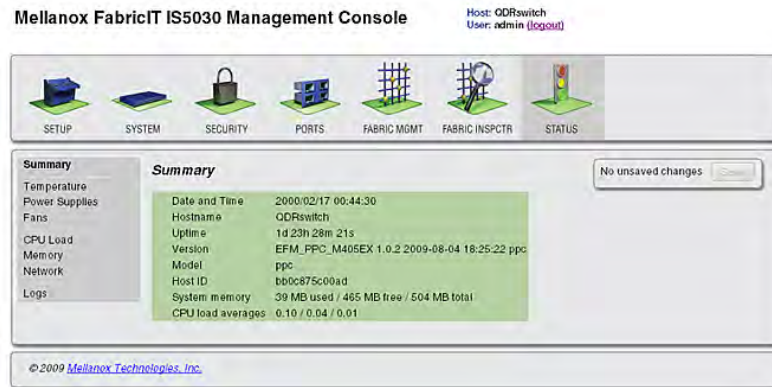 Mellanox FabricIT IS5030 Management Console
Host: QDRswitch
User: admin (logout)
SETUP SYSTEM SECURITY PORTS FABRIC MGMT FABRIC INSPCTR STATUS
Summary
Temperature
Power Supplies
Fans
CPU Load
Memory
Network
Logs
Summary
Date and Time 2000/02/17 00:44:30
Hostname QDRswitch
Uptime 1d 23h 28m 21s
Version EFM_PPC_M405EX 1.0.2 2009-08-04 18:25:22 ppc
Model ppc
Host ID bb0c875c00ad
System memory 39 MB used / 465 MB free / 504 MB total
CPU load averages 0.10 / 0.04 / 0.01
No unsaved changes
© 2009 Mellanox Technologies, Inc.